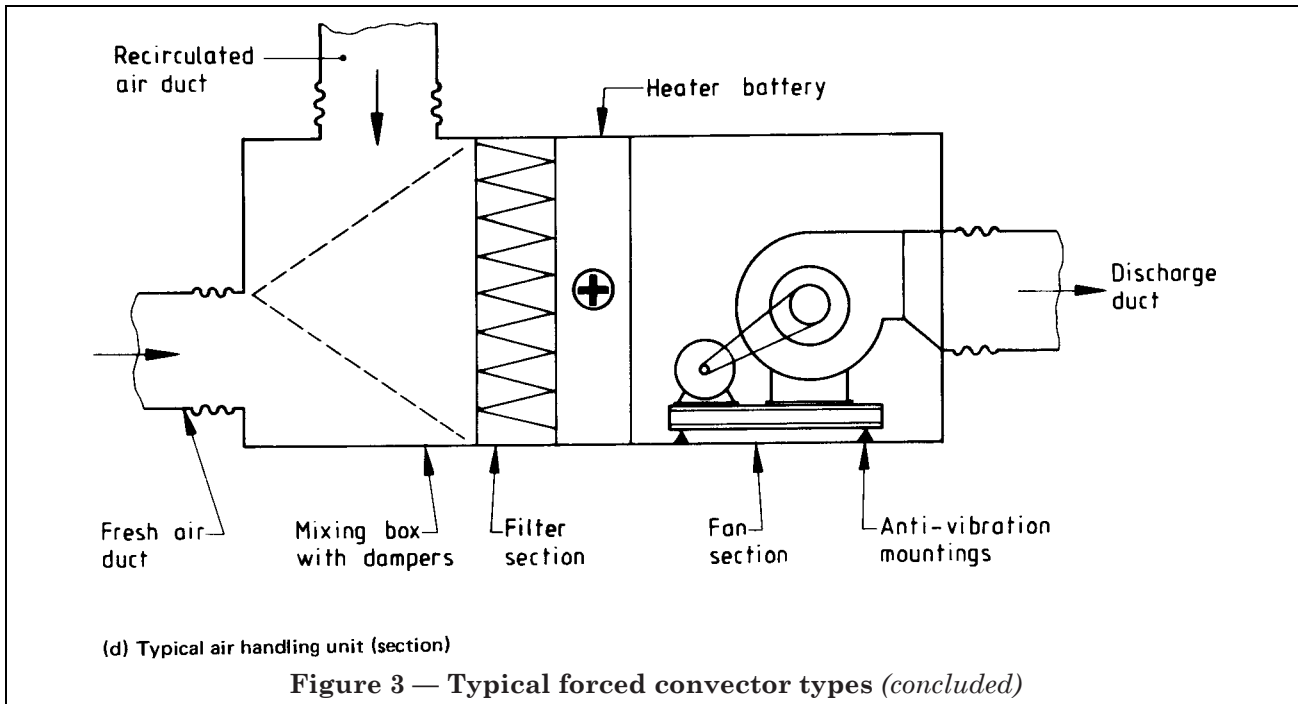 Recirculated
air duct
Heater battery
Discharge
duct
Fresh air
duct
Mixing box
with dampers
Filter
section
Fan
section
Anti-vibration
mountings
(d) Typical air handling unit (section)
Figure 3 — Typical forced convector types (concluded)